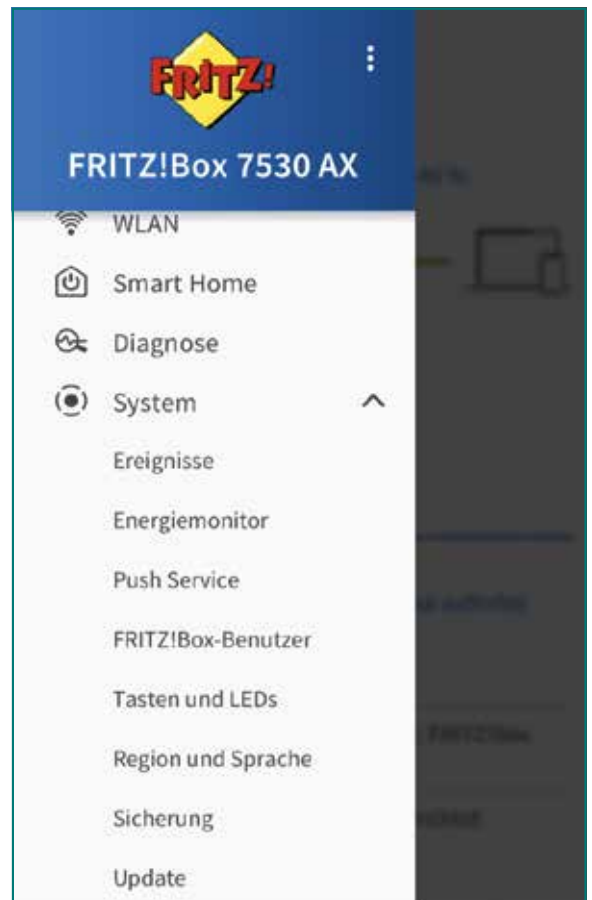 FRITZ!
FRITZ!Box 7530 AX
WLAN
Smart Home
Diagnose
System
Ereignisse
Energiemonitor
Push Service
FRITZ!Box-Benutzer
Tasten und LEDs
Region und Sprache
Sicherung
Update